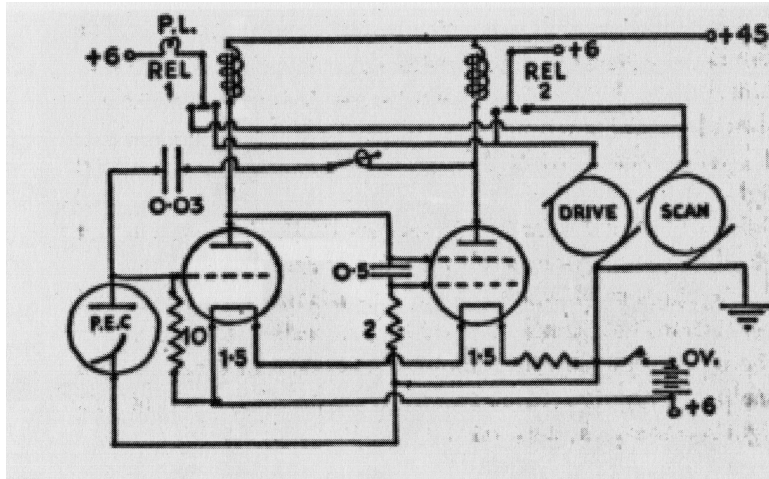 P.L.
+6
REL
1
+6
REL
2
+45
0·03
DRIVE
SCAN
0·5
P.E.C
10
1·5
2
1·5
0V.
+6